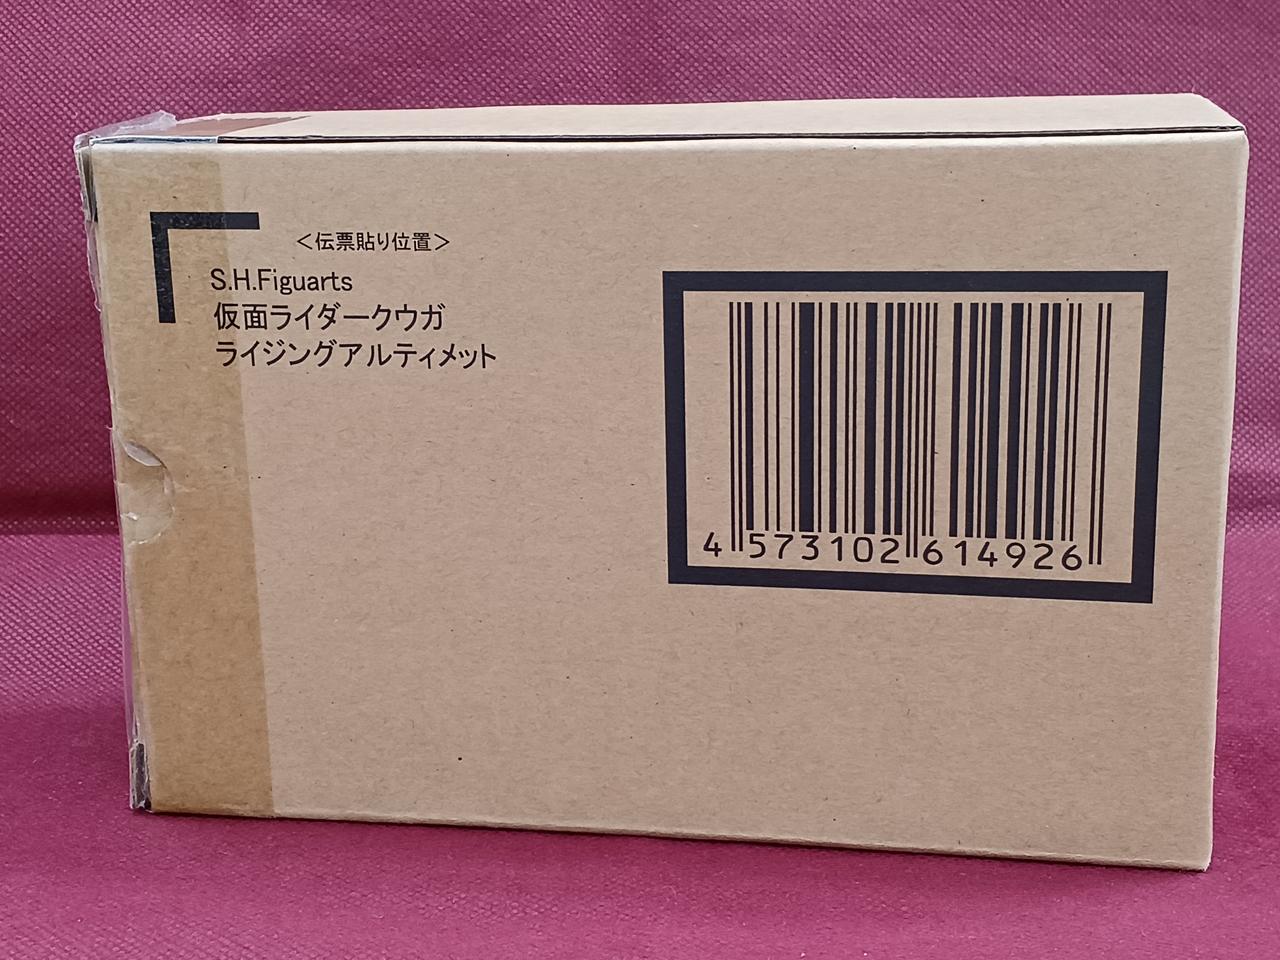 ＜伝票貼り位置＞
S.H.Figuarts
仮面ライダークウガ
ライジングアルティメット
4 573102 614926